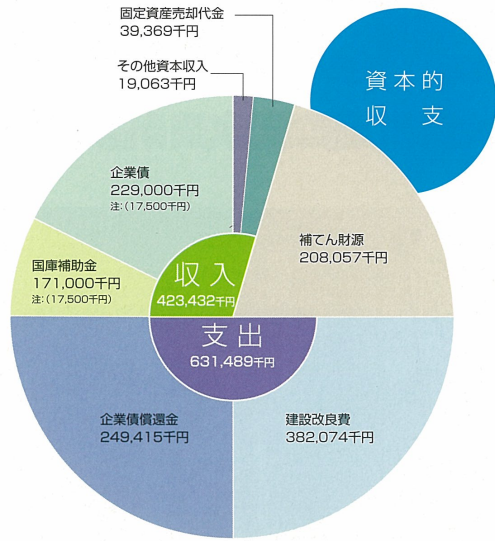 固定資産売却代金
39,369千円
その他資本収入
19,063千円
資本的
収支
企業債
229,000千円
注:(17,500千円)
補てん財源
208,057千円
国庫補助金
171,000千円
注:(17,500千円)
収入
423,432千円
支出
631,489千円
企業債償還金
249,415千円
建設改良費
382,074千円